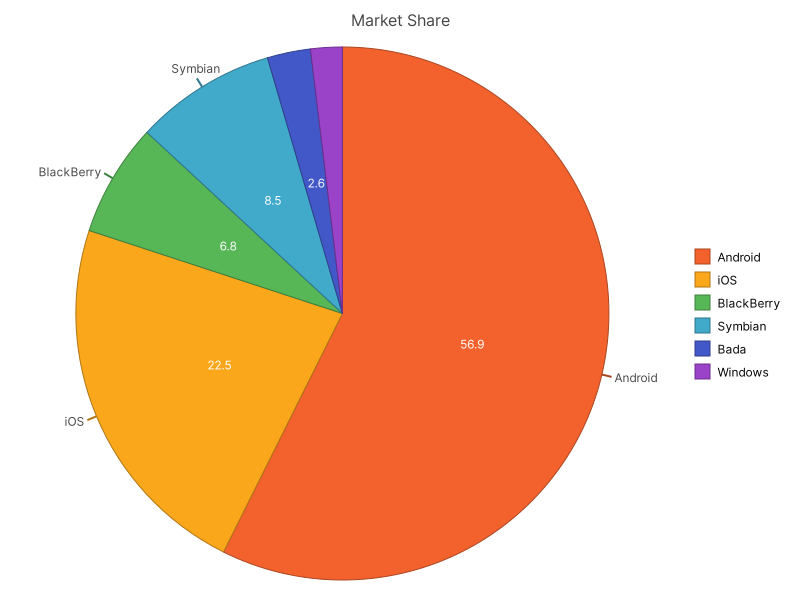 Market Share
Symbian
BlackBerry
2.6
8.5
6.8
56.9
22.5
Android
iOS
Android
iOS
BlackBerry
Symbian
Bada
Windows